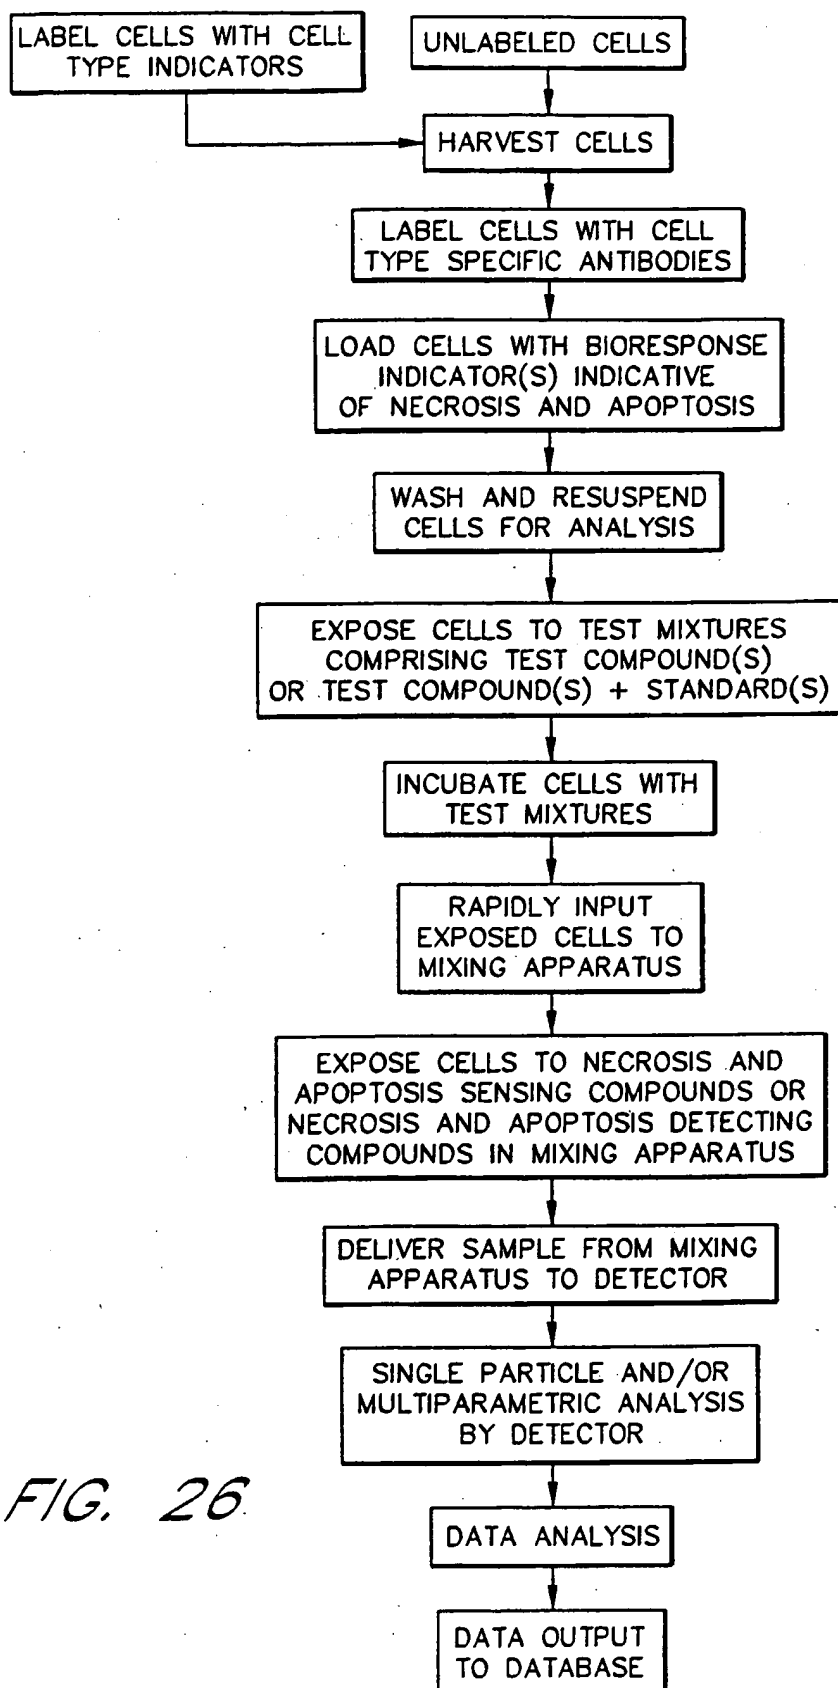 LABEL CELLS WITH CELL
TYPE INDICATORS
UNLABELED CELLS
HARVEST CELLS
LABEL CELLS WITH CELL
TYPE SPECIFIC ANTIBODIES
LOAD CELLS WITH BIORESPONSE
INDICATOR(S) INDICATIVE
OF NECROSIS AND APOPTOSIS
WASH AND RESUSPEND
CELLS FOR ANALYSIS
EXPOSE CELLS TO TEST MIXTURES
COMPRISING TEST COMPOUND(S)
OR TEST COMPOUND(S) + STANDARD(S)
INCUBATE CELLS WITH
TEST MIXTURES
RAPIDLY INPUT
EXPOSED CELLS TO
MIXING APPARATUS
EXPOSE CELLS TO NECROSIS AND
APOPTOSIS SENSING COMPOUNDS OR
NECROSIS AND APOPTOSIS DETECTING
COMPOUNDS IN MIXING APPARATUS
DELIVER SAMPLE FROM MIXING
APPARATUS TO DETECTOR
SINGLE PARTICLE AND/OR
MULTIPARAMETRIC ANALYSIS
BY DETECTOR
DATA ANALYSIS
DATA OUTPUT
TO DATABASE
FIG. 26